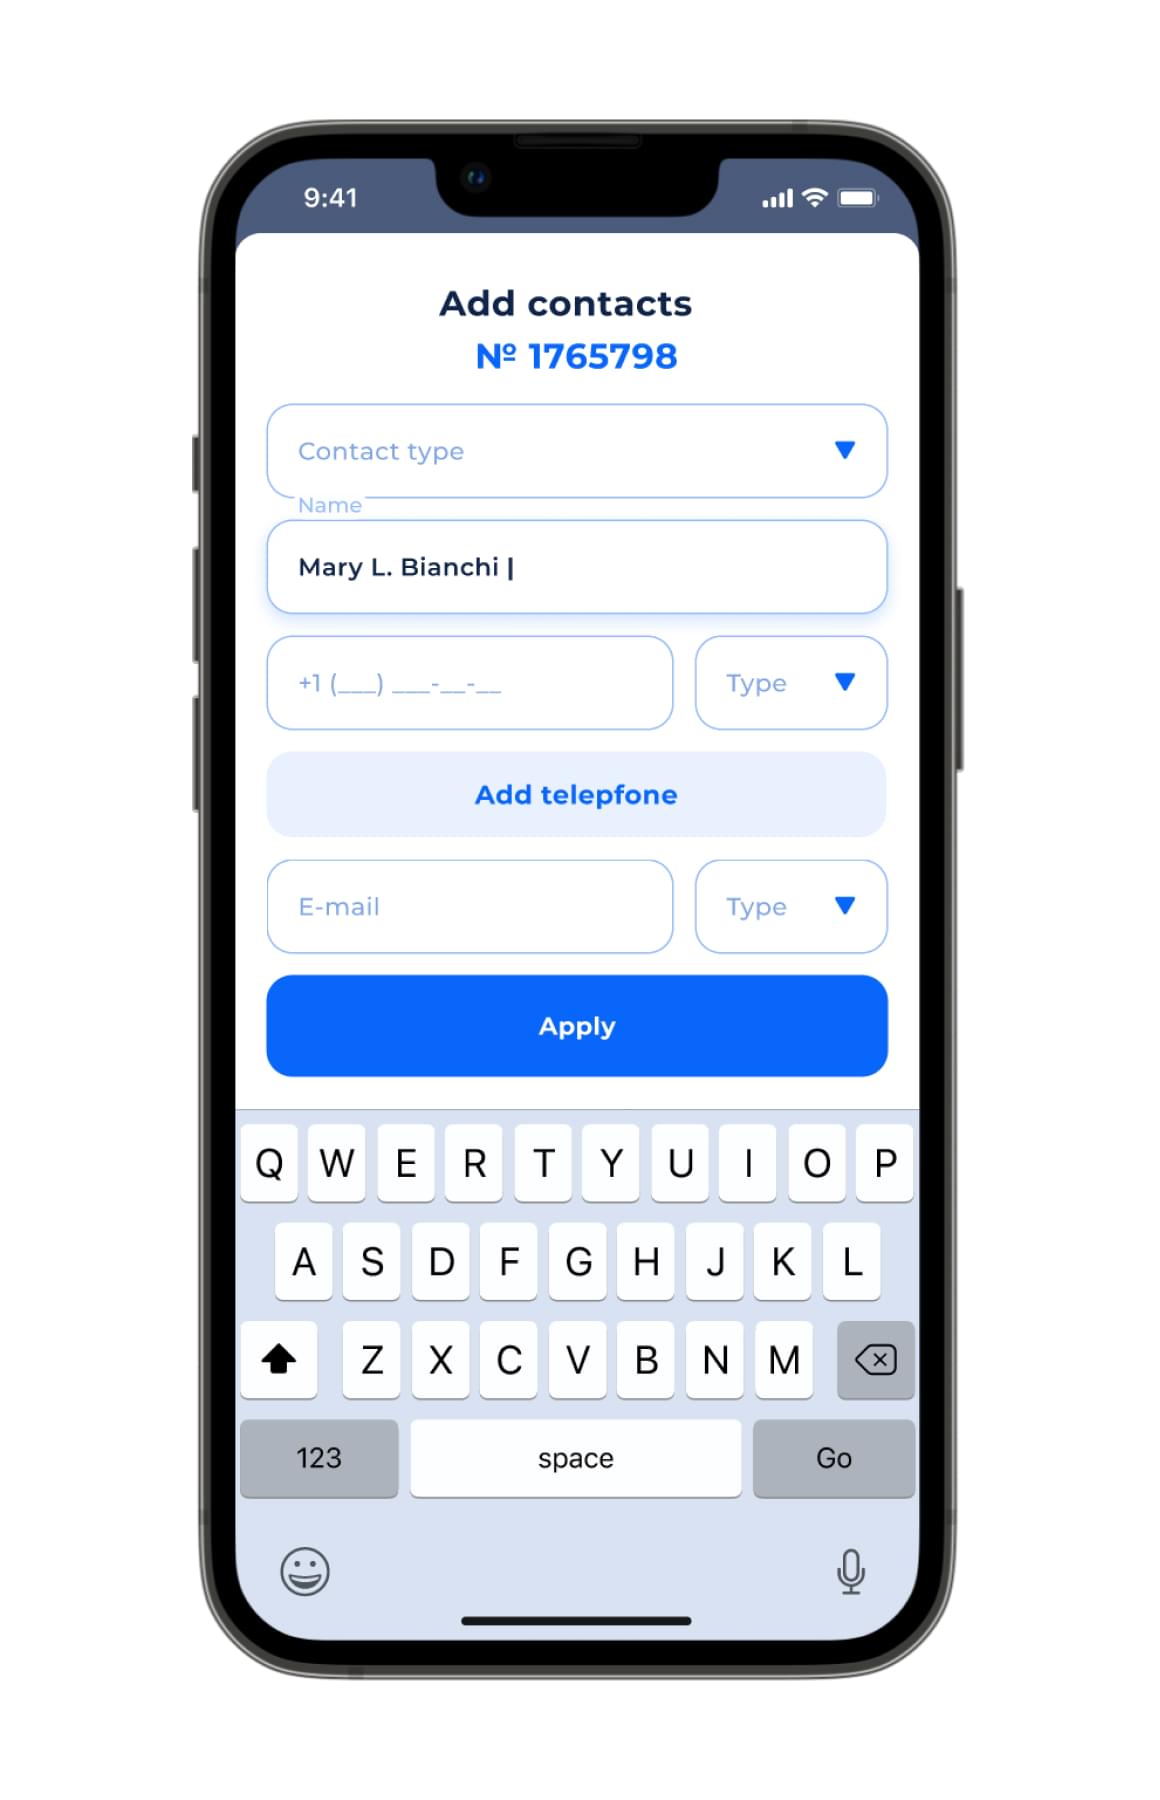 9:41
Add contacts
Nº 1765798
Contact type
Name
Mary L. Bianchi |
+1 (___) ___-__-__ Type
Add telepfone
E-mail Type
Apply
Q W E R T Y U I O P
A S D F G H J K L
Z X C V B N M
123 space Go